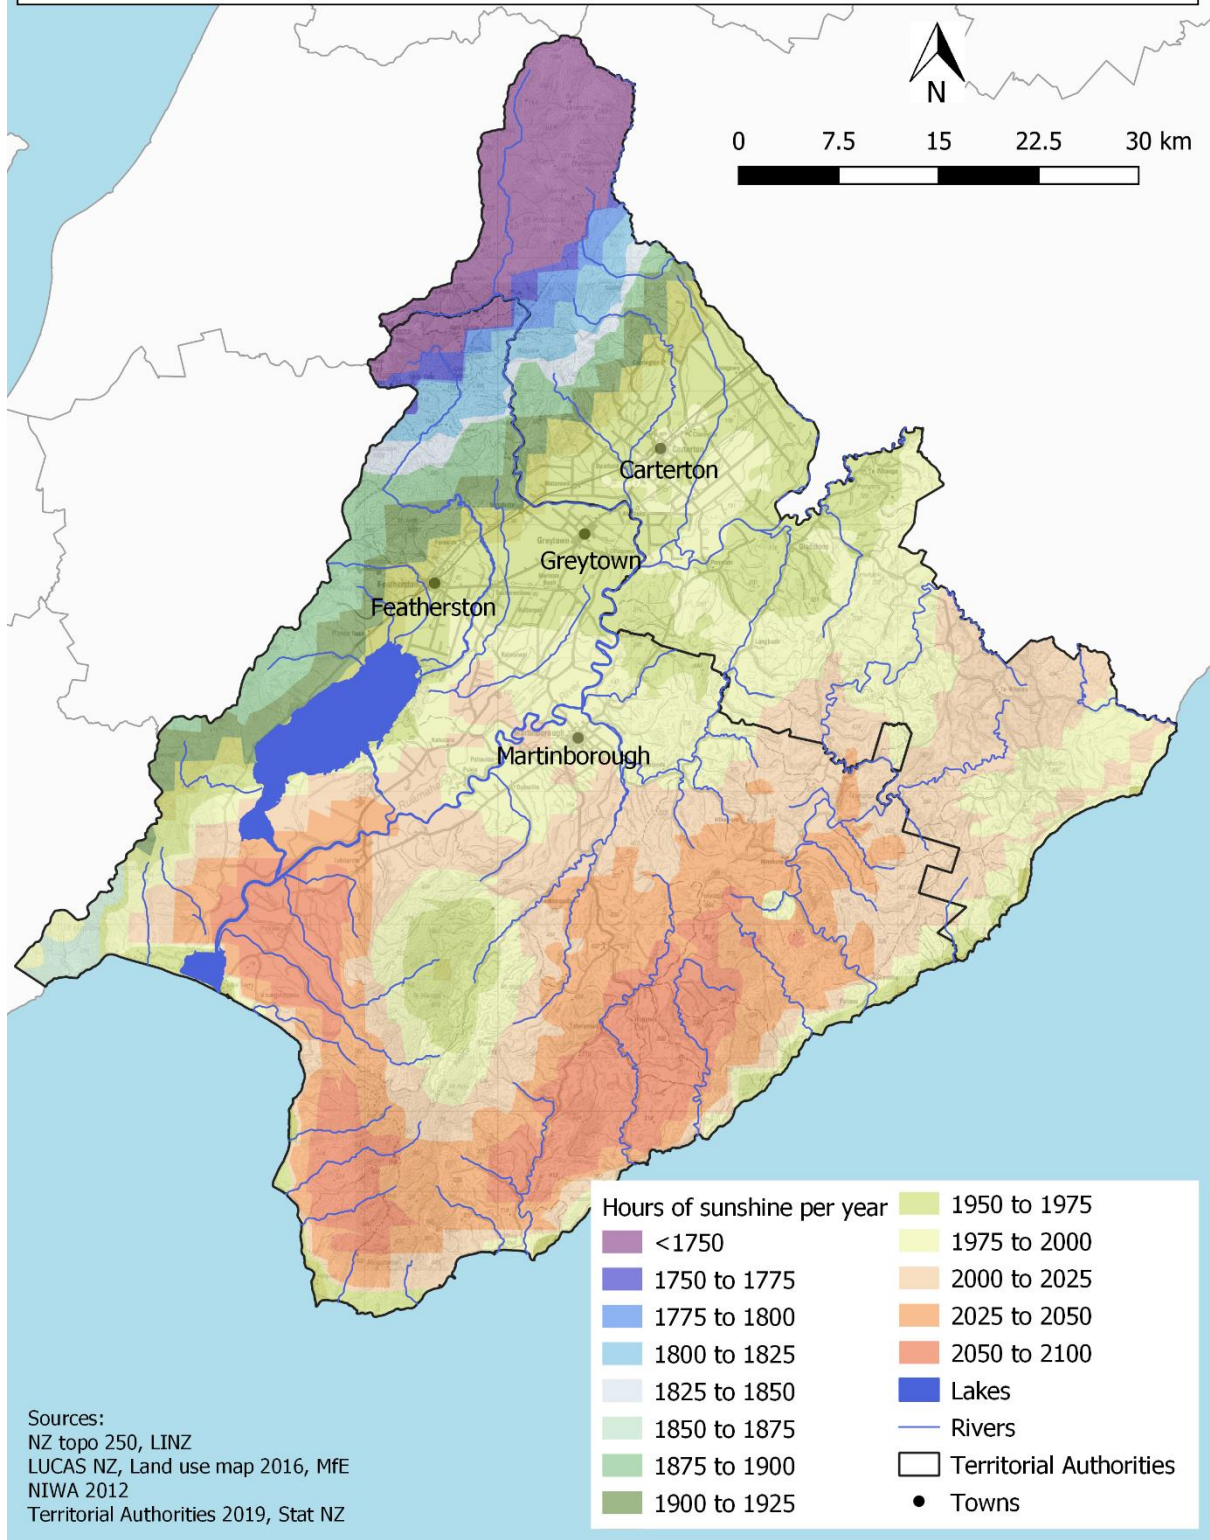 N
0 7.5 15 22.5 30 km
Carterton
Greytown
Featherston
Martinborough
Hours of sunshine per year
<1750
1750 to 1775
1775 to 1800
1800 to 1825
1825 to 1850
1850 to 1875
1875 to 1900
1900 to 1925
1950 to 1975
1975 to 2000
2000 to 2025
2025 to 2050
2050 to 2100
Lakes
Rivers
Territorial Authorities
Towns
Sources:
NZ topo 250, LINZ
LUCAS NZ, Land use map 2016, MfE
NIWA 2012
Territorial Authorities 2019, Stat NZ